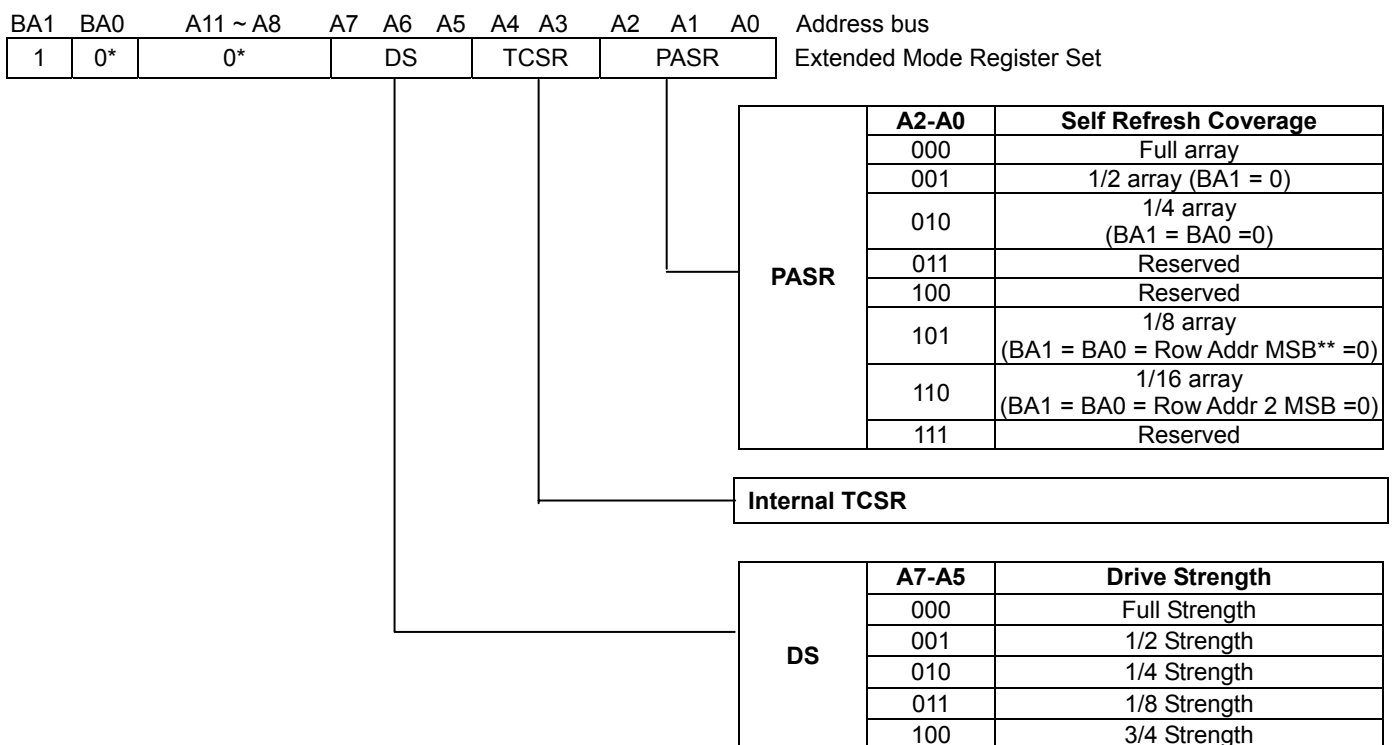 BA1 BA0 A11 ~ A8 A7 A6 A5 A4 A3 A2 A1 A0 Address bus
1 0* 0* DS TCSR PASR Extended Mode Register Set
PASR
A2-A0 Self Refresh Coverage
000 Full array
001 1/2 array (BA1 = 0)
010 1/4 array
(BA1 = BA0 =0)
011 Reserved
100 Reserved
101 1/8 array
(BA1 = BA0 = Row Addr MSB** =0)
110 1/16 array
(BA1 = BA0 = Row Addr 2 MSB =0)
111 Reserved
Internal TCSR
DS
A7-A5 Drive Strength
000 Full Strength
001 1/2 Strength
010 1/4 Strength
011 1/8 Strength
100 3/4 Strength